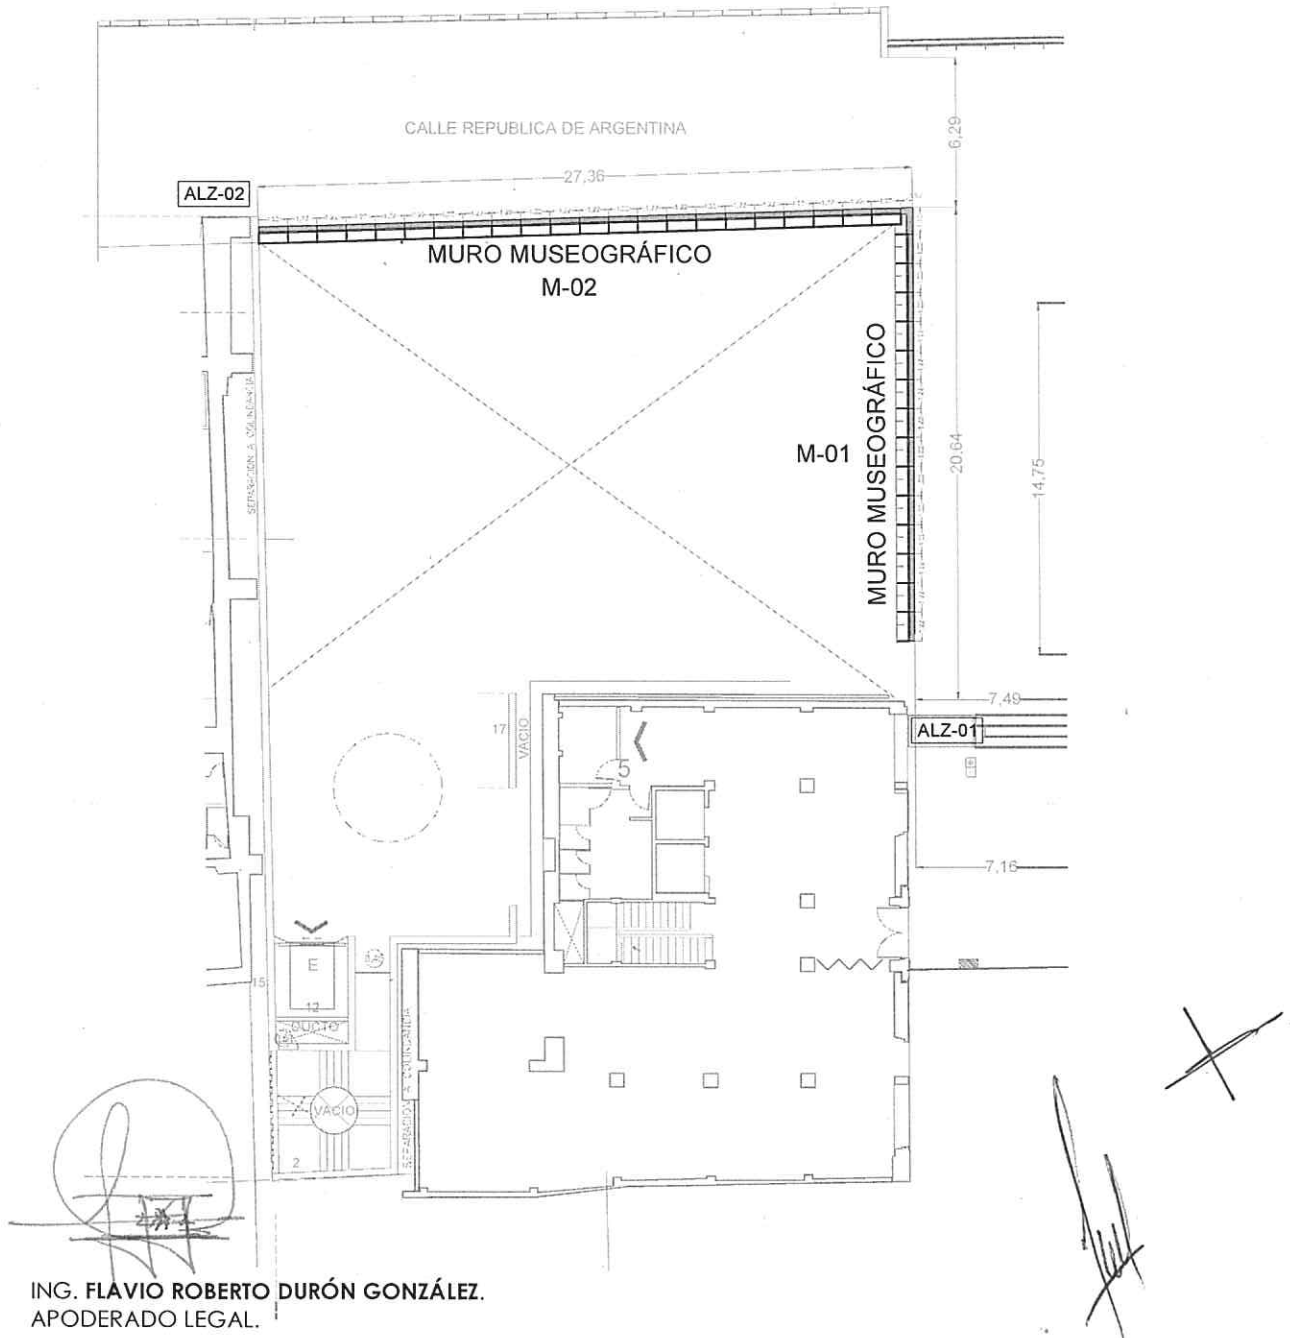 CALLE REPUBLICA DE ARGENTINA
6,29
27,36
ALZ-02
MURO MUSEOGRÁFICO
M-02
MURO MUSEOGRÁFICO
M-01
SEPARACION A COLINDANCIA
20,64
14,75
7,49
ALZ-01
17
VACIO
5
7,16
E
15
12
DUCTO
SEPARACION A COLINDANCIA
VACIO
2
ING. FLAVIO ROBERTO DURÓN GONZÁLEZ.
APODERADO LEGAL.